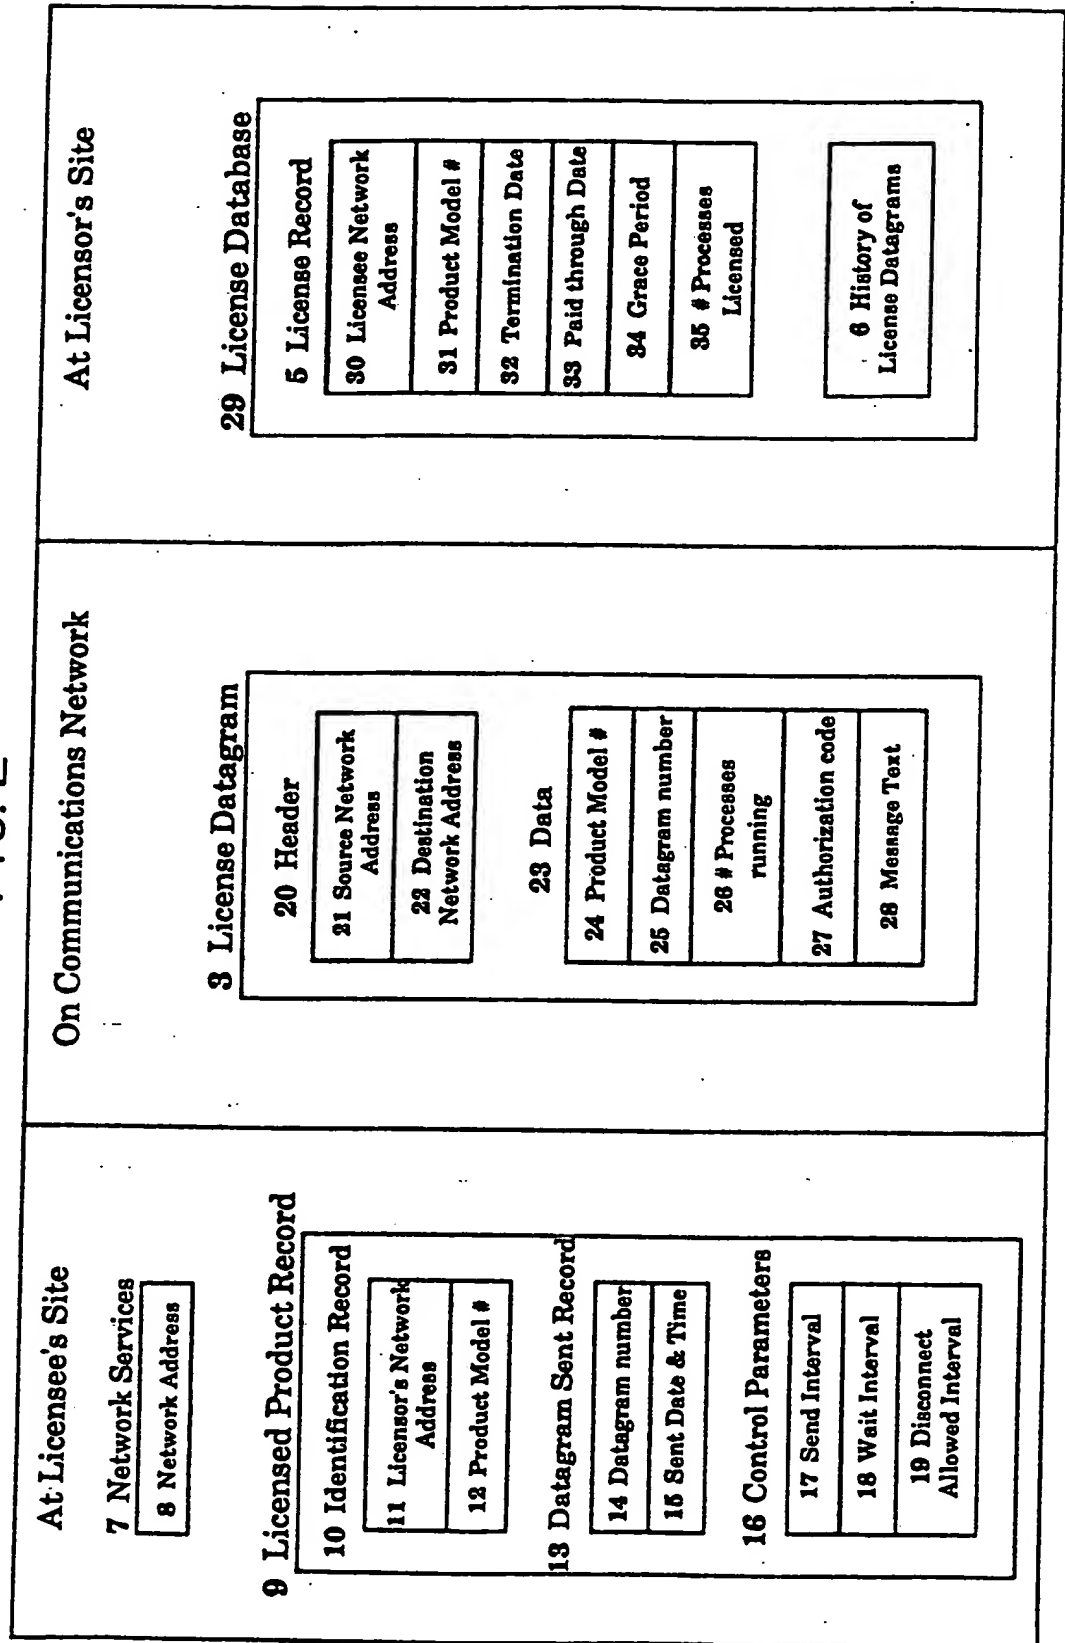 At Licensee's Site
7 Network Services
8 Network Address
9 Licensed Product Record
10 Identification Record
11 Licensor's Network
Address
12 Product Model #
13 Datagram Sent Record
14 Datagram number
15 Sent Date & Time
16 Control Parameters
17 Send Interval
18 Wait Interval
19 Disconnect
Allowed Interval
On Communications Network
3 License Datagram
20 Header
21 Source Network
Address
22 Destination
Network Address
23 Data
24 Product Model #
25 Datagram number
26 # Processes
running
27 Authorization code
28 Message Text
At Licensor's Site
29 License Database
5 License Record
30 Licensee Network
Address
31 Product Model #
32 Termination Date
33 Paid through Date
34 Grace Period
35 # Processes
Licensed
6 History of
License Datagrams